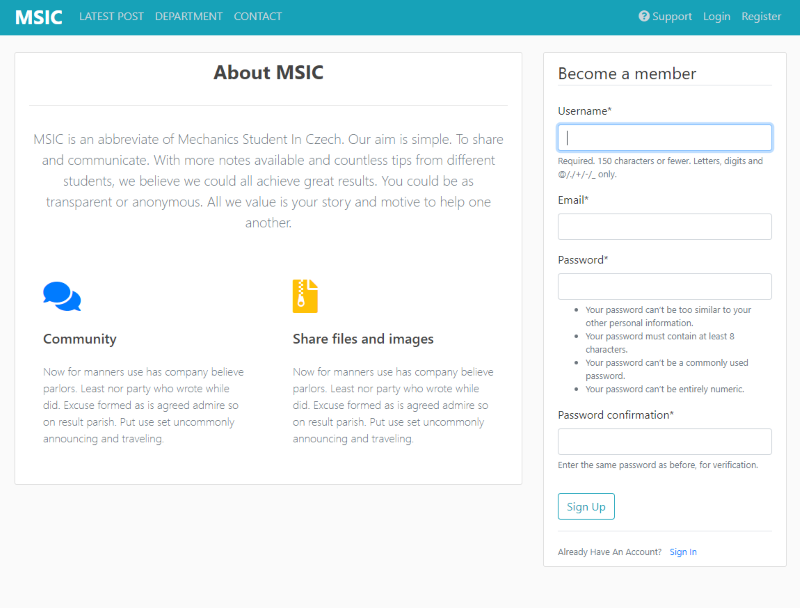 MSIC LATEST POST DEPARTMENT CONTACT Support Login Register
About MSIC
MSIC is an abbreviate of Mechanics Student In Czech. Our aim is simple. To share
and communicate. With more notes available and countless tips from different
students, we believe we could all achieve great results. You could be as
transparent or anonymous. All we value is your story and motive to help one
another.
Community
Now for manners use has company believe
parlors. Least nor party who wrote while
did. Excuse formed as is agreed admire so
on result parish. Put use set uncommonly
announcing and traveling.
Share files and images
Now for manners use has company believe
parlors. Least nor party who wrote while
did. Excuse formed as is agreed admire so
on result parish. Put use set uncommonly
announcing and traveling.
Become a member
Username*
Required. 150 characters or fewer. Letters, digits and
@/./+/-/_ only.
Email*
Password*
Your password can't be too similar to your
other personal information.
Your password must contain at least 8
characters.
Your password can't be a commonly used
password.
Your password can't be entirely numeric.
Password confirmation*
Enter the same password as before, for verification.
Sign Up
Already Have An Account? Sign In